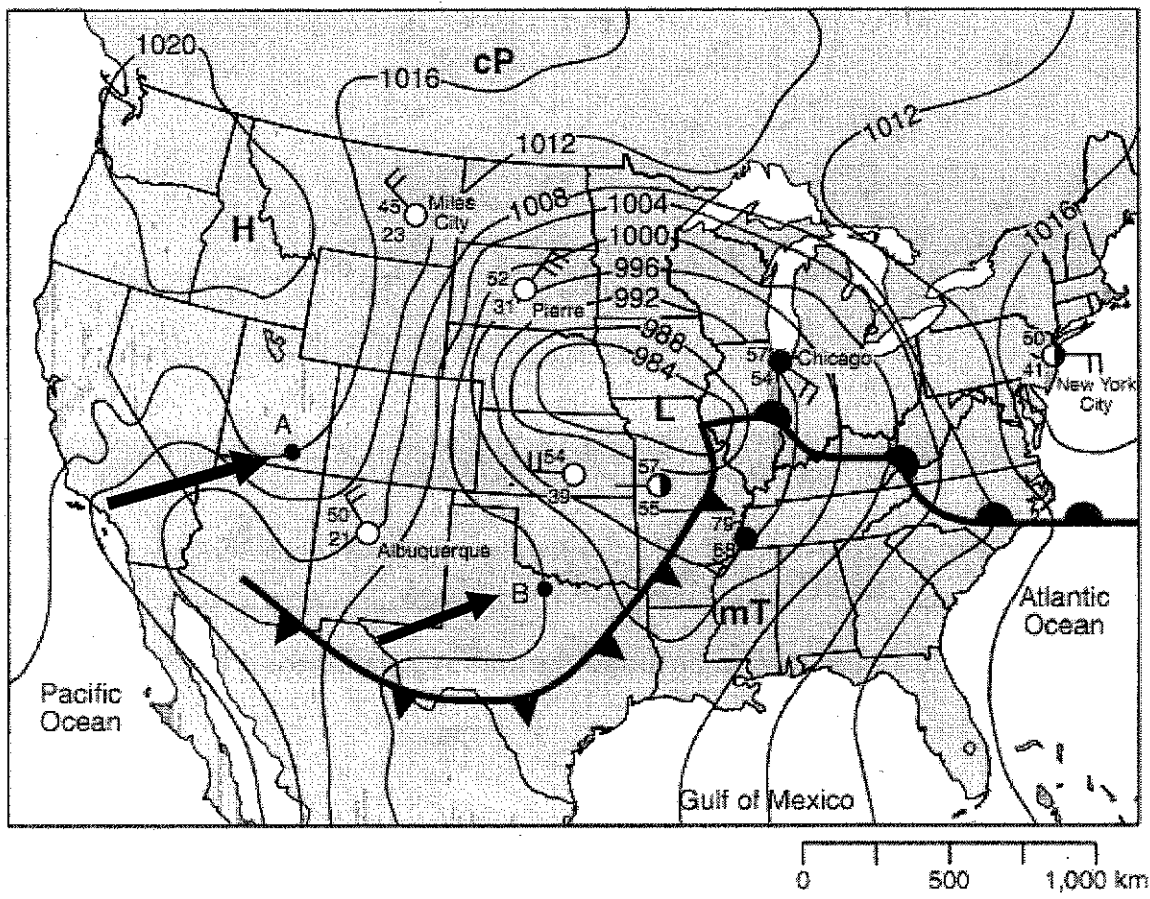 1020
cP
1016
1012
1012
45
Miles
City
23
1008
1004
1016
H
1000
52
996
31
Pierre
992
988
984
57
Chicago
54
50
41
New York
City
A
L
54
39
57
55
50
21
Albuquerque
79
68
B
mT
Atlantic
Ocean
Pacific
Ocean
Gulf of Mexico
0
500
1,000 km